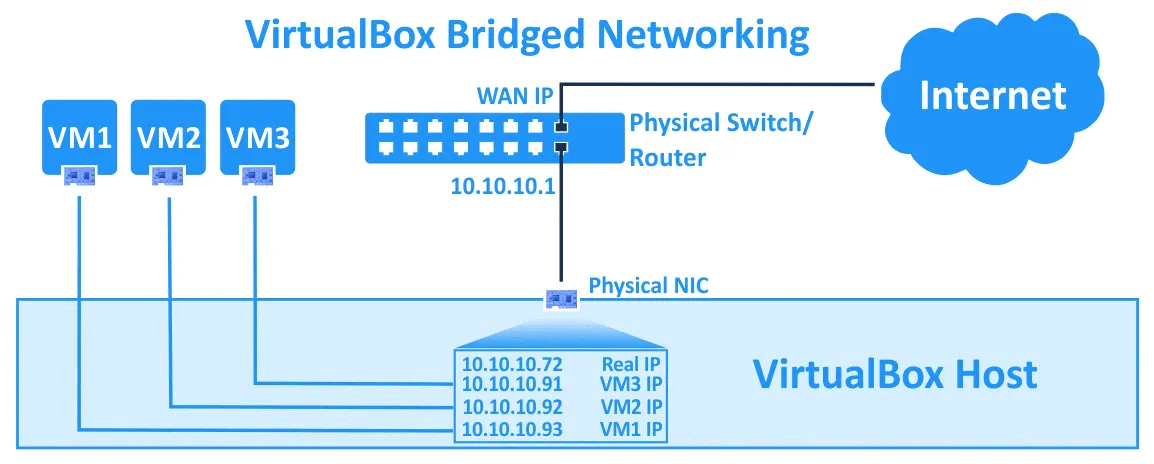 VirtualBox Bridged Networking
VM1
VM2
VM3
WAN IP
Physical Switch/
Router
Internet
10.10.10.1
Physical NIC
10.10.10.72 Real IP
10.10.10.91 VM3 IP
10.10.10.92 VM2 IP
10.10.10.93 VM1 IP
VirtualBox Host